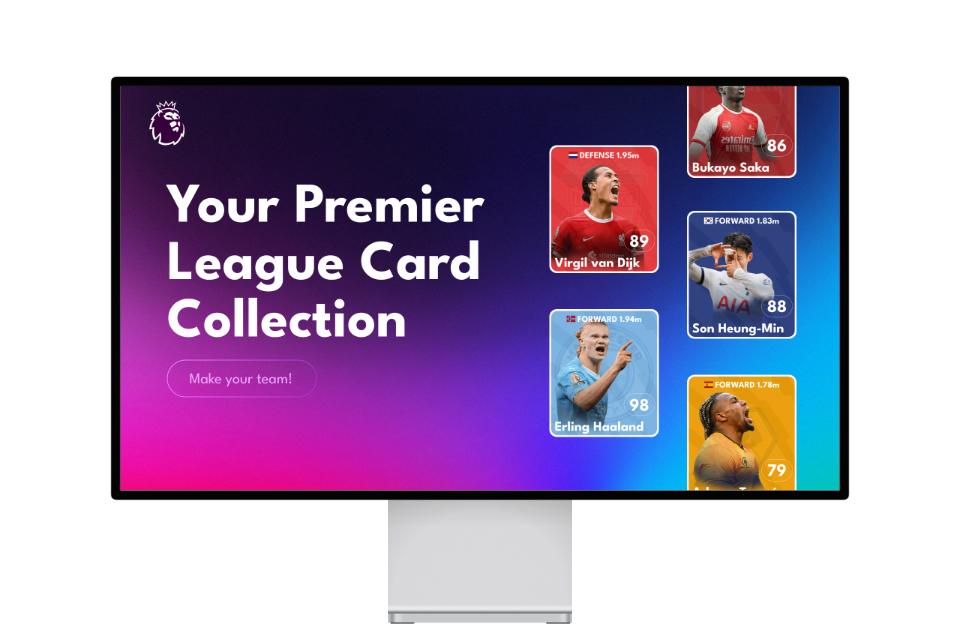 Your Premier
League Card
Collection
Make your team!
DEFENSE 1.95m
89
Virgil van Dijk
FORWARD 1.94m
98
Erling Haaland
86
Bukayo Saka
FORWARD 1.83m
AIA
88
Son Heung-Min
FORWARD 1.78m
79